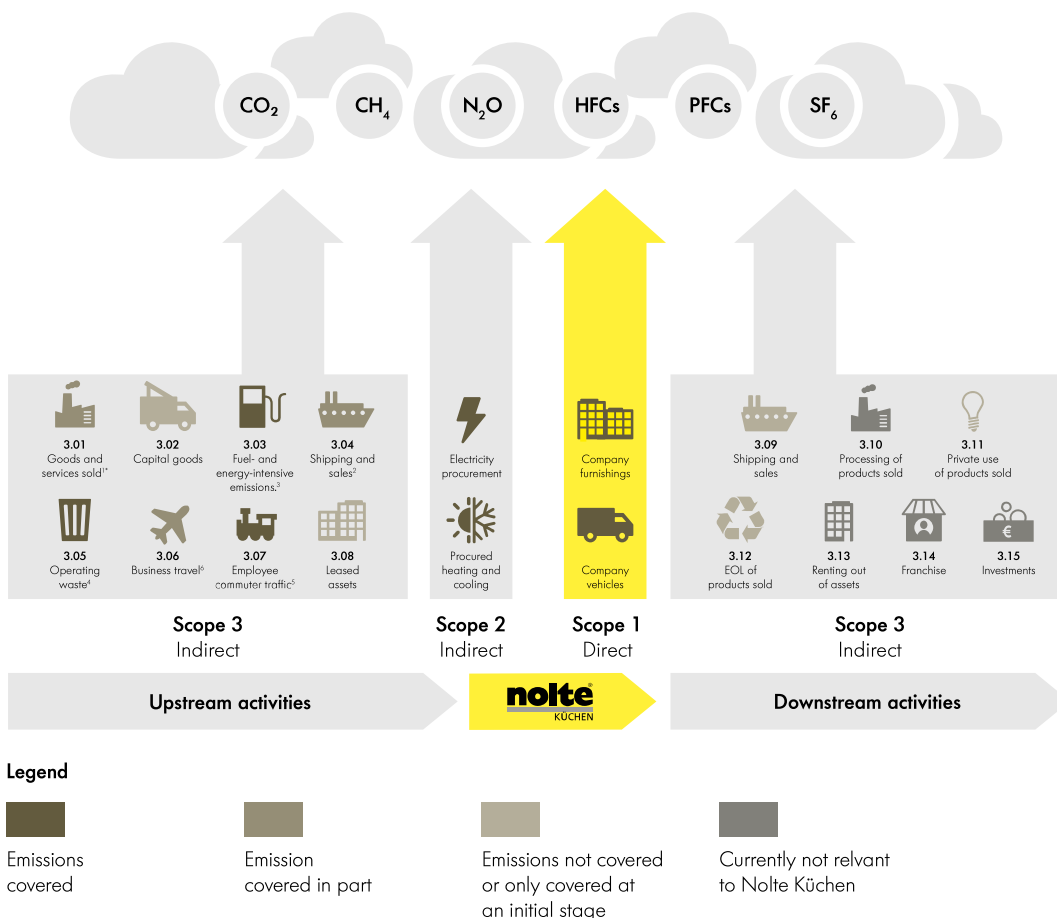 CO₂
CH₄
N₂O
HFCs
PFCs
SF₆
3.01
Goods and
services sold¹*
3.02
Capital goods
3.03
Fuel- and
energy-intensive
emissions.³
3.04
Shipping and
sales²
3.05
Operating
waste⁴
3.06
Business travel⁶
3.07
Employee
commuter traffic⁵
3.08
Leased
assets
Electricity
procurement
Procured
heating and
cooling
Company
furnishings
Company
vehicles
3.09
Shipping and
sales
3.10
Processing of
products sold
3.11
Private use
of products sold
3.12
EOL of
products sold
3.13
Renting out
of assets
3.14
Franchise
€
3.15
Investments
Scope 3
Indirect
Scope 2
Indirect
Scope 1
Direct
Scope 3
Indirect
Upstream activities
nolte®
KÜCHEN
Downstream activities
Legend
Emissions
covered
Emission
covered in part
Emissions not covered
or only covered at
an initial stage
Currently not relvant
to Nolte Küchen